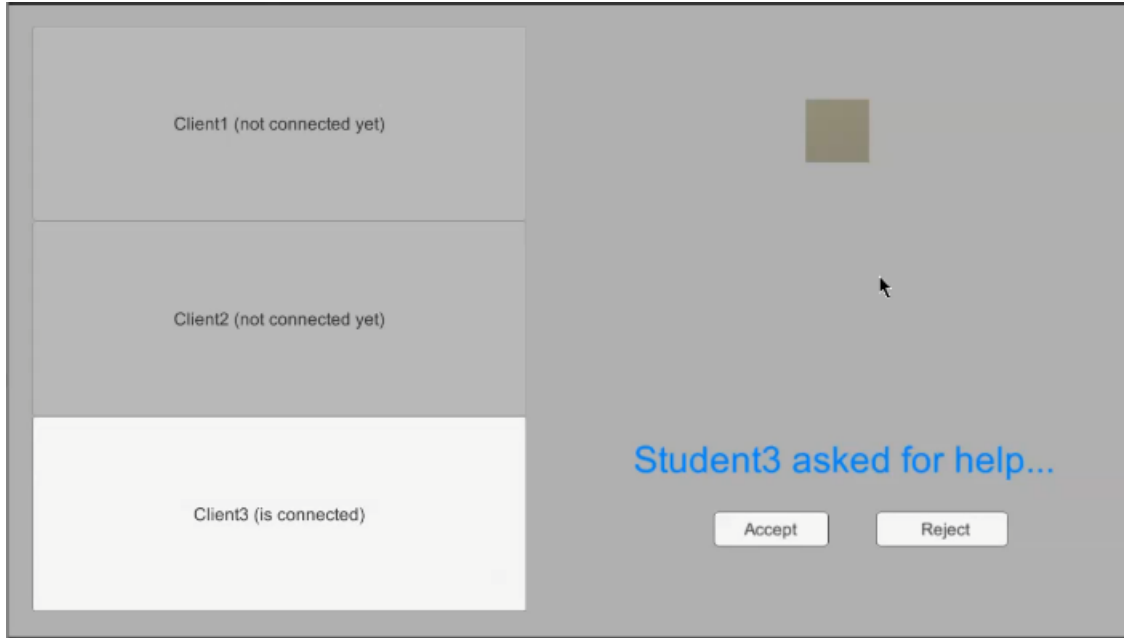 Client1 (not connected yet)
Client2 (not connected yet)
Client3 (is connected)
Student3 asked for help...
Accept
Reject